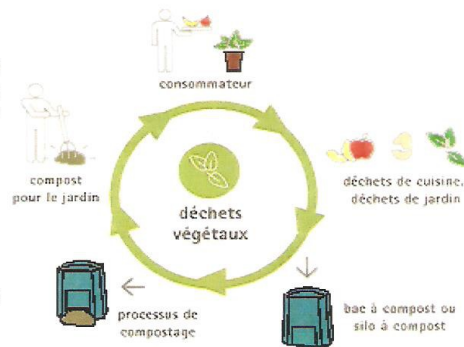 consommateur
déchets de cuisine,
déchets de jardin
bac à compost ou
silo à compost
processus de
compostage
compost
pour le jardin
déchets
végétaux